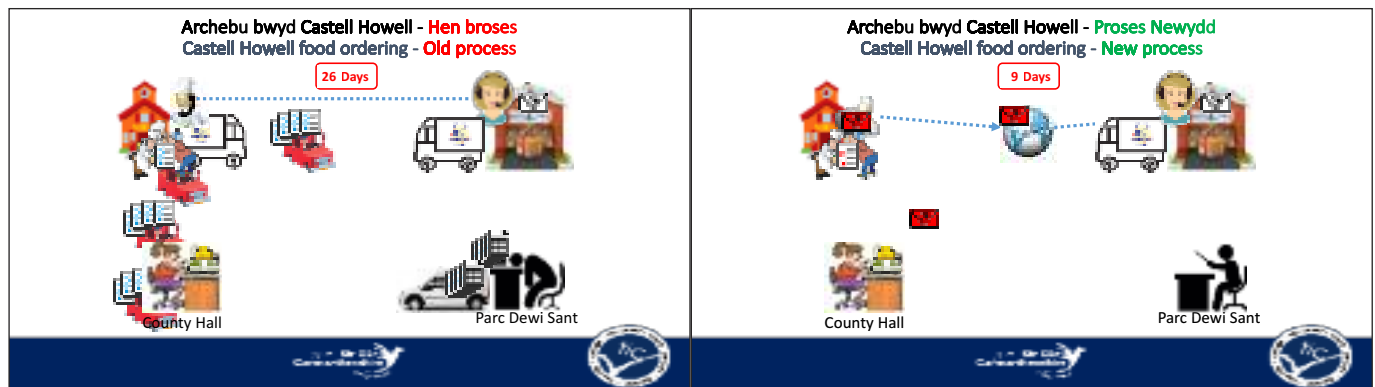 Archebu bwyd Castell Howell - Hen broses
Castell Howell food ordering - Old process
26 Days
County Hall
Parc Dewi Sant
Archebu bwyd Castell Howell - Proses Newydd
Castell Howell food ordering - New process
9 Days
County Hall
Parc Dewi Sant